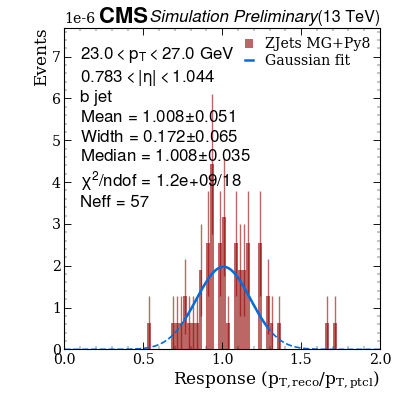 1e-6 CMS Simulation Preliminary (13 TeV)
Events
ZJets MG+Py8
Gaussian fit
23.0 < pT < 27.0 GeV
0.783 < |η| < 1.044
b jet
Mean = 1.008±0.051
Width = 0.172±0.065
Median = 1.008±0.035
χ²/ndof = 1.2e+09/18
Neff = 57
7
6
5
4
3
2
1
0
0.0 0.5 1.0 1.5 2.0
Response (pT,reco/pT,ptcl)